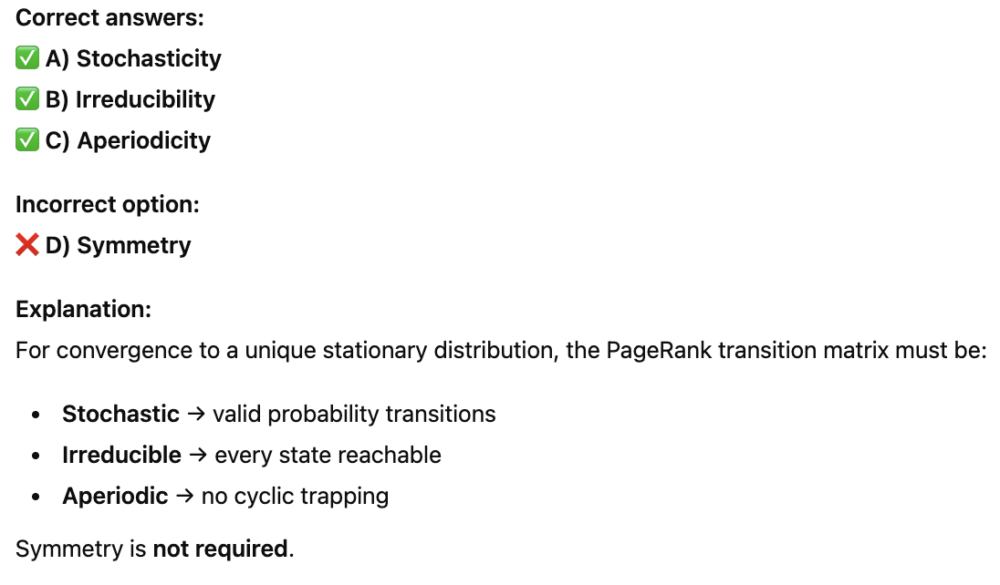 Correct answers:
✅ A) Stochasticity
✅ B) Irreducibility
✅ C) Aperiodicity
Incorrect option:
❌ D) Symmetry
Explanation:
For convergence to a unique stationary distribution, the PageRank transition matrix must be:
• Stochastic → valid probability transitions
• Irreducible → every state reachable
• Aperiodic → no cyclic trapping
Symmetry is not required.